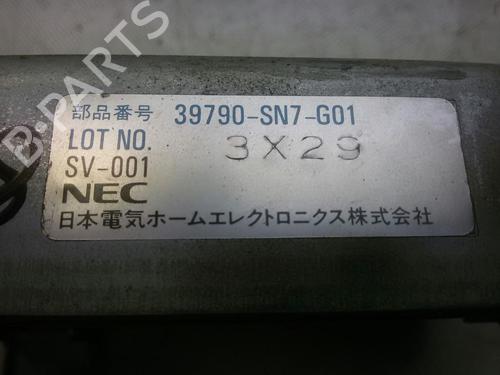 B-PARTS
部品番号 39790-SN7-G01
LOT NO. 3X29
SV-001
NEC
日本電気ホームエレクトロニクス株式会社